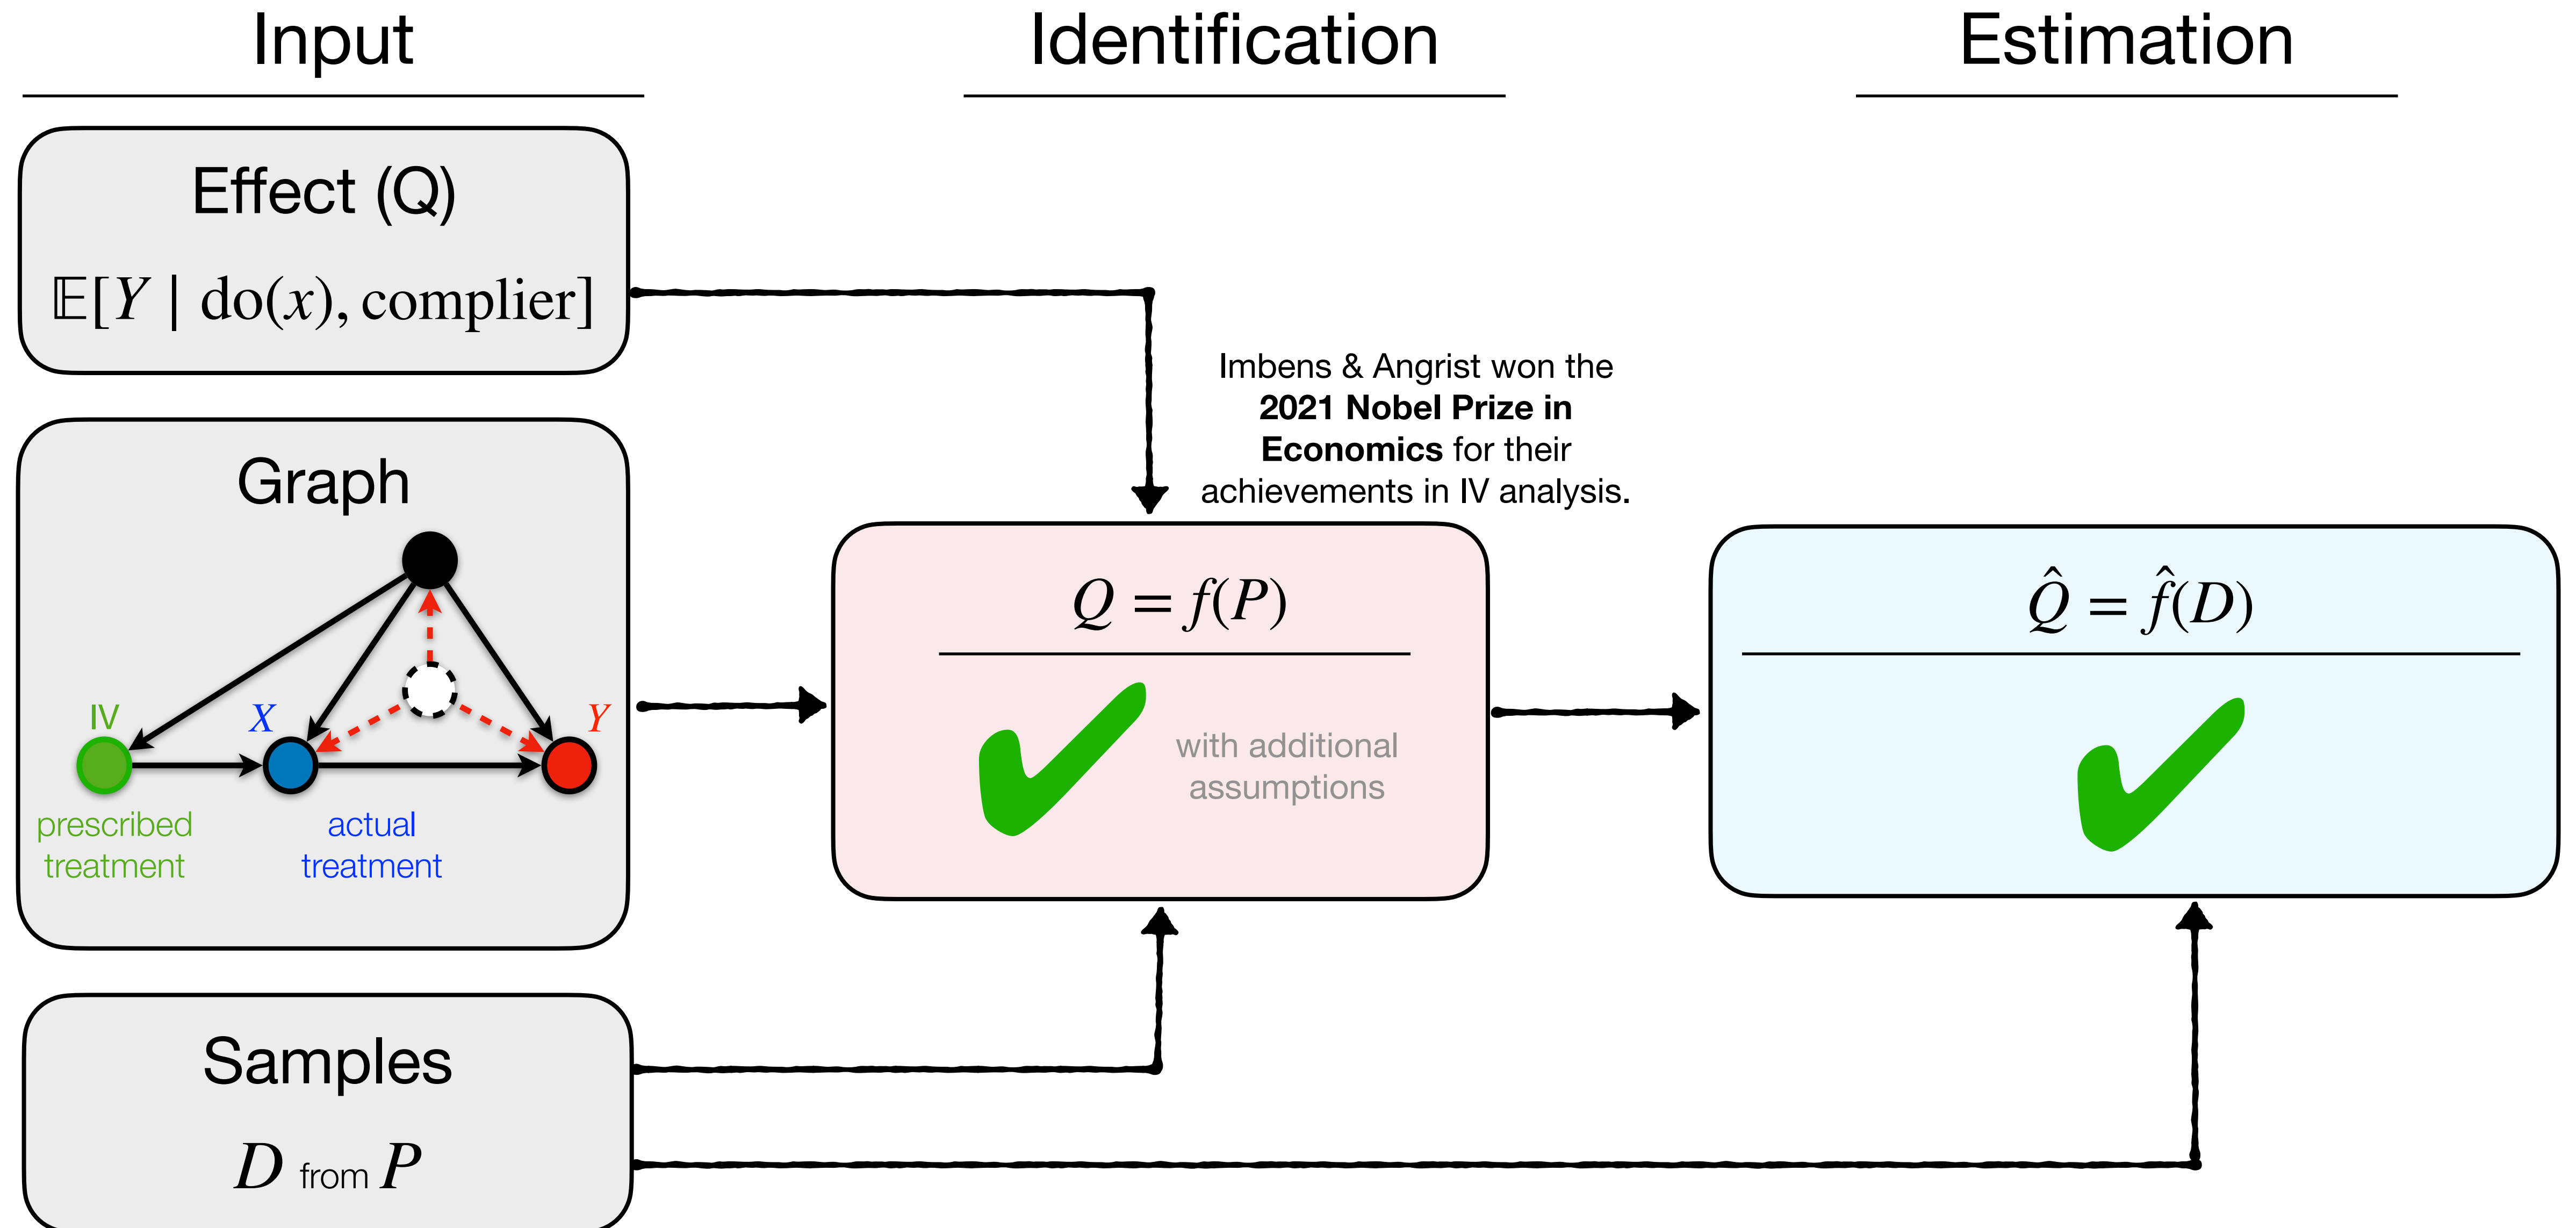 Input
Identification
Estimation
Effect (Q)
𝔼[Y | do(x), complier]
Imbens & Angrist won the
2021 Nobel Prize in
Economics for their
achievements in IV analysis.
Graph
IV
X
Y
prescribed
treatment
actual
treatment
Q = f(P)
with additional
assumptions
Q̂ = f̂(D)
Samples
D from P